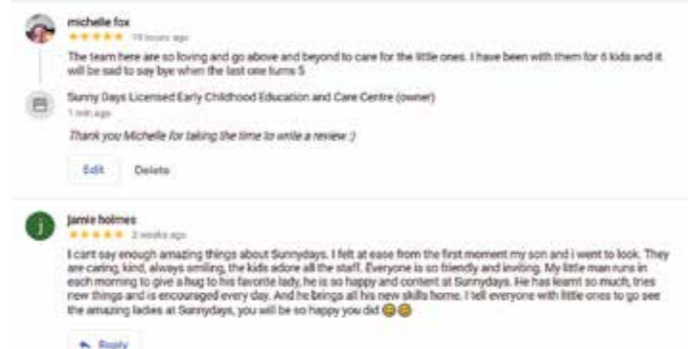 michelle fox
19 hours ago
The team here are so loving and go above and beyond to care for the little ones. I have been with them for 6 kids and it
will be sad to say bye when the last one turns 5
Sunny Days Licensed Early Childhood Education and Care Centre (owner)
1 min ago
Thank you Michelle for taking the time to write a review :)
Edit Delete
j
jamie holmes
2 weeks ago
I cant say enough amazing things about Sunnydays. I felt at ease from the first moment my son and i went to look. They
are caring, kind, always smiling, the kids adore all the staff. Everyone is so friendly and inviting. My little man runs in
each morning to give a hug to his favorite lady, he is so happy and content at Sunnydays. He has learnt so much, tries
new things and is encouraged every day. And he brings all his new skills home. I tell everyone with little ones to go see
the amazing ladies at Sunnydays, you will be so happy you did 😊😊
Reply